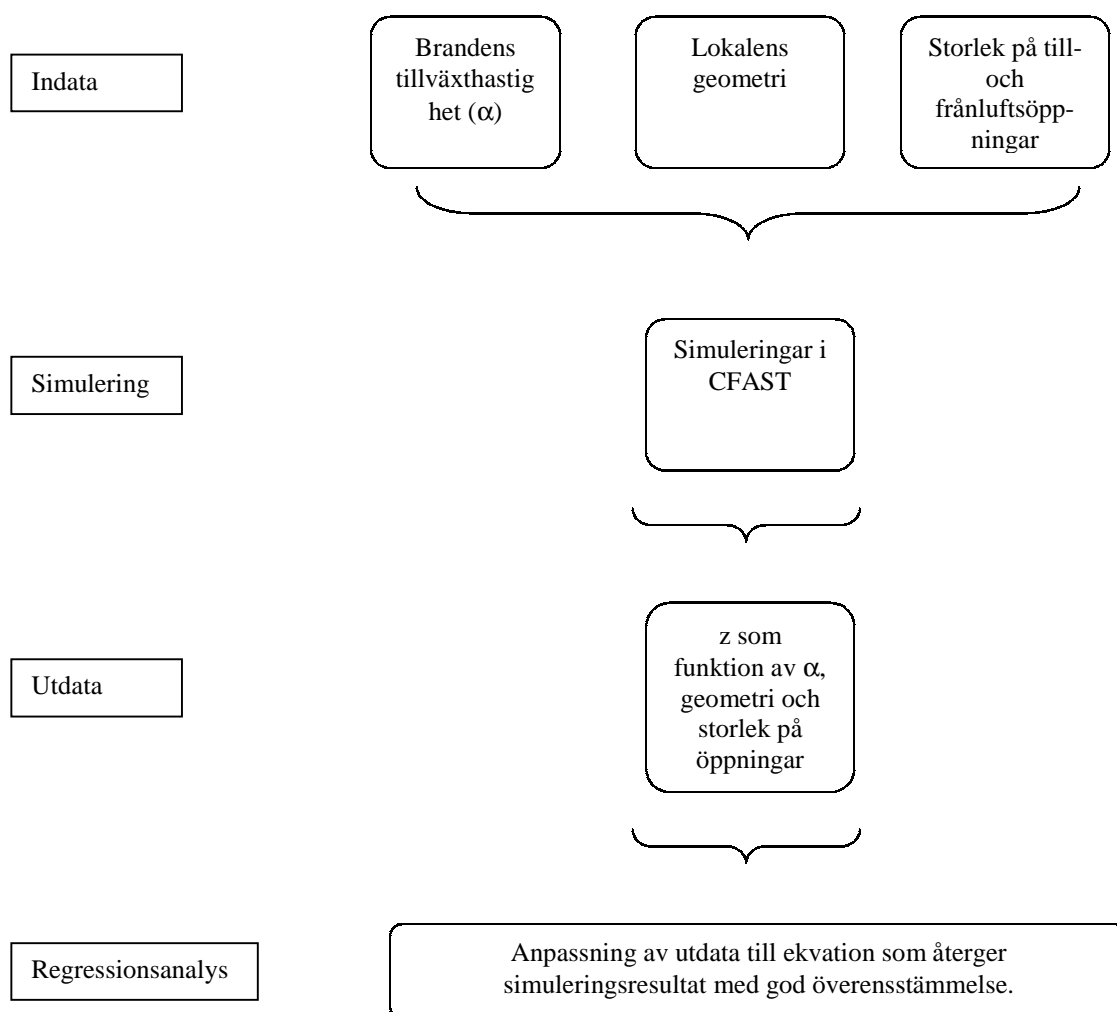 Indata
Brandens
tillväxthastig
het (α)
Lokalens
geometri
Storlek på till-
och
frånluftsöpp-
ningar
Simulering
Simuleringar i
CFAST
Utdata
z som
funktion av α,
geometri och
storlek på
öppningar
Regressionsanalys
Anpassning av utdata till ekvation som återger
simuleringsresultat med god överensstämmelse.